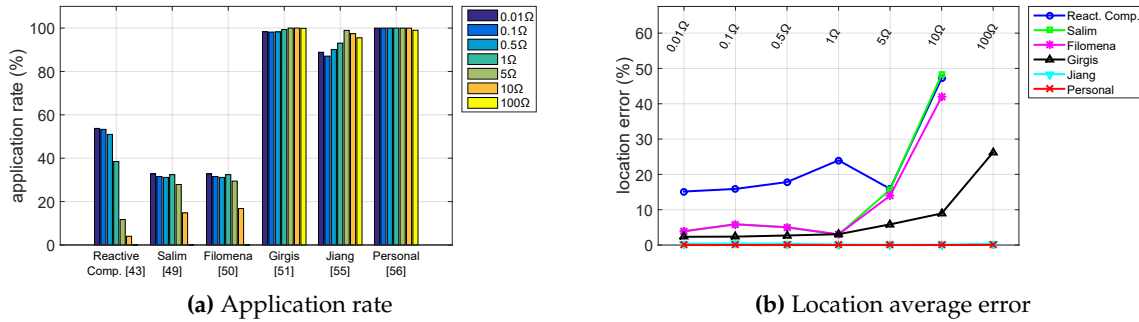 application rate (%)
100
80
60
40
20
0
Reactive
Comp. [43]
Salim
[49]
Filomena
[50]
Girgis
[51]
Jiang
[55]
Personal
[56]
0.01Ω
0.1Ω
0.5Ω
1Ω
5Ω
10Ω
100Ω
(a) Application rate
location error (%)
60
50
40
30
20
10
0
0.01Ω
0.1Ω
0.5Ω
1Ω
5Ω
10Ω
100Ω
React. Comp.
Salim
Filomena
Girgis
Jiang
Personal
(b) Location average error